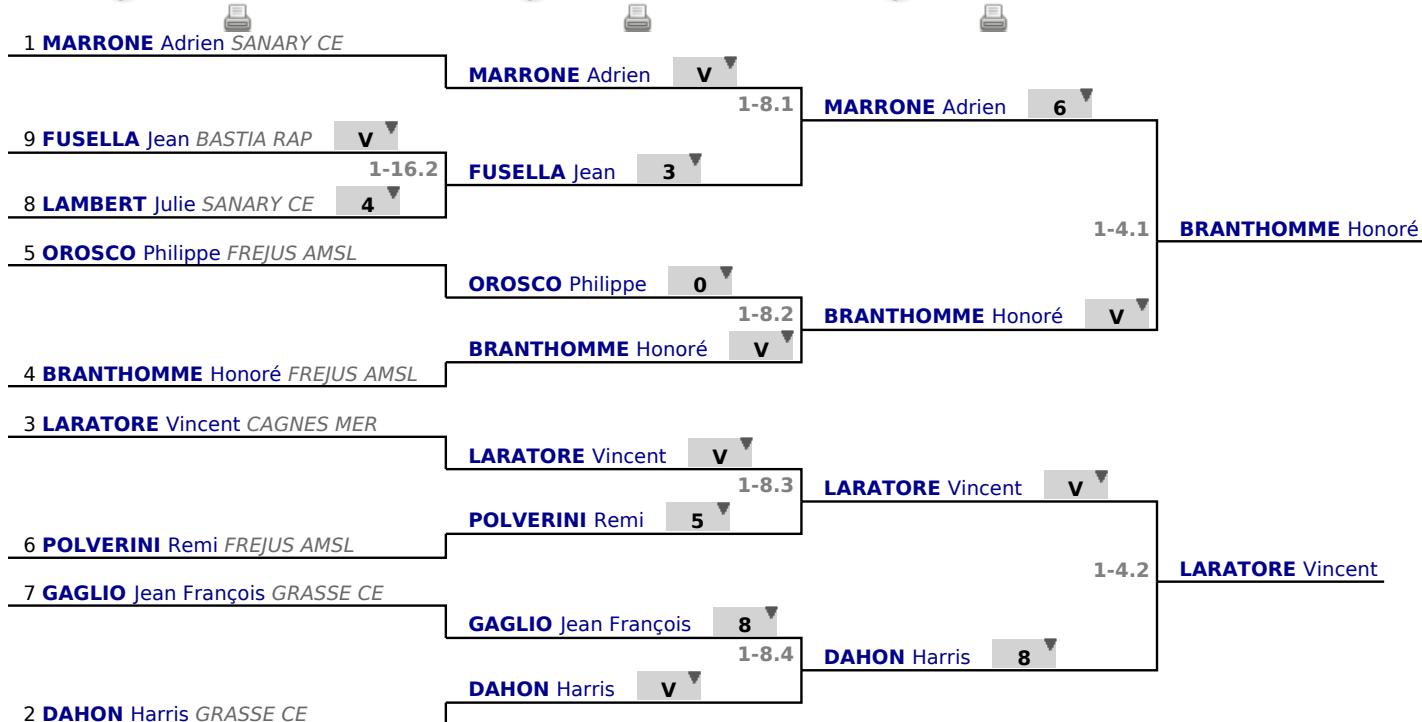 1 MARRONE Adrien SANARY CE
MARRONE Adrien V
1-8.1
MARRONE Adrien 6
9 FUSELLA Jean BASTIA RAP V
1-16.2
FUSELLA Jean 3
8 LAMBERT Julie SANARY CE 4
1-4.1
BRANTHOMME Honoré
5 OROSCO Philippe FREJUS AMSL
OROSCO Philippe 0
1-8.2
BRANTHOMME Honoré V
BRANTHOMME Honoré V
4 BRANTHOMME Honoré FREJUS AMSL
3 LARATORE Vincent CAGNES MER
LARATORE Vincent V
1-8.3
LARATORE Vincent V
POLVERINI Remi 5
6 POLVERINI Remi FREJUS AMSL
1-4.2
LARATORE Vincent
7 GAGLIO Jean François GRASSE CE
GAGLIO Jean François 8
1-8.4
DAHON Harris 8
DAHON Harris V
2 DAHON Harris GRASSE CE